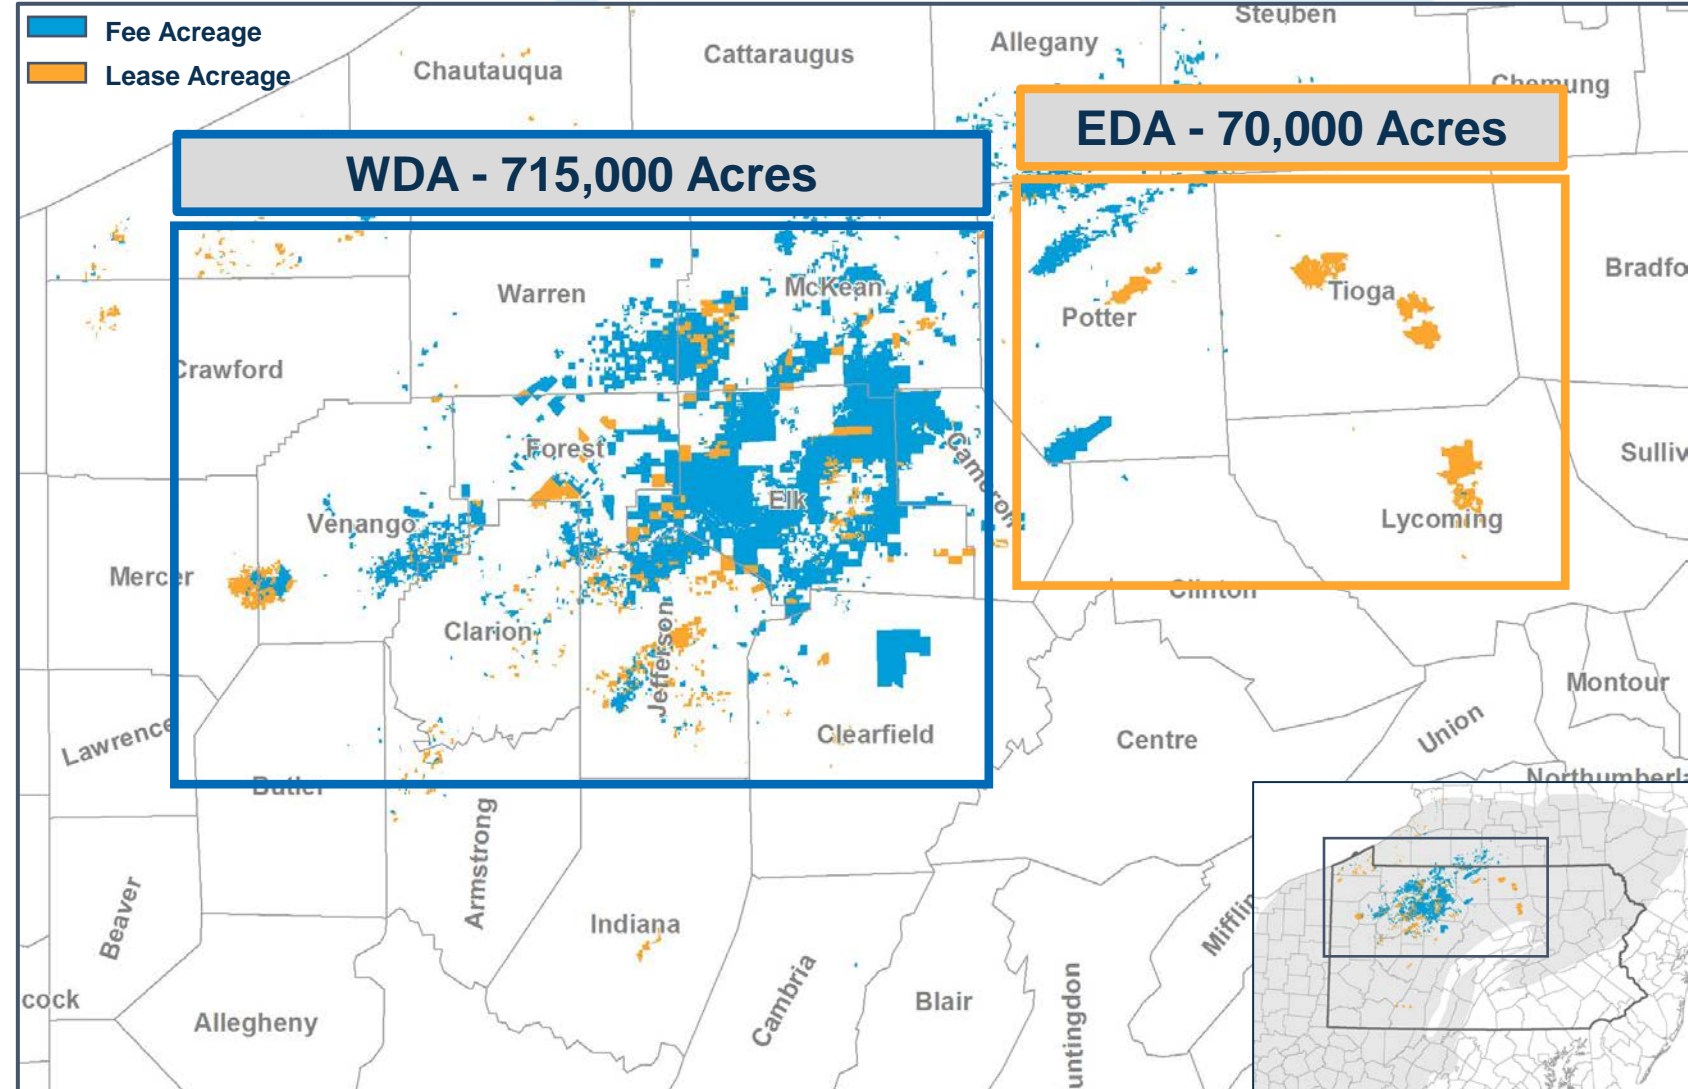 Fee Acreage
Lease Acreage
Steuben
Allegany
Cattaraugus
Chautauqua
Chemung
EDA - 70,000 Acres
WDA - 715,000 Acres
Warren
McKean
Potter
Tioga
Bradfo
Crawford
Forest
Cameron
Elk
Sulliv
Venango
Lycoming
Mercer
Clinton
Clarion
Jefferson
Montour
Lawrence
Clearfield
Centre
Union
Butler
Northumberla
Armstrong
Beaver
Indiana
Mifflin
cock
Allegheny
Cambria
Blair
untingdon